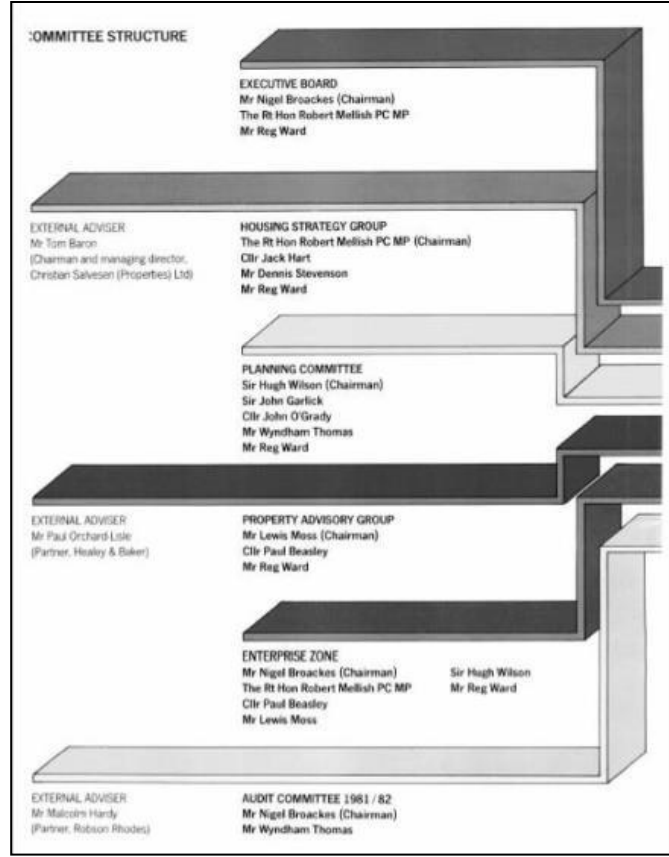 :OMMITTEE STRUCTURE
EXECUTIVE BOARD
Mr Nigel Broackes (Chairman)
The Rt Hon Robert Mellish PC MP
Mr Reg Ward
EXTERNAL ADVISER
Mr Tom Baron
(Chairman and managing director,
Christian Salvesen (Properties) Ltd)
HOUSING STRATEGY GROUP
The Rt Hon Robert Mellish PC MP (Chairman)
Cllr Jack Hart
Mr Dennis Stevenson
Mr Reg Ward
PLANNING COMMITTEE
Sir Hugh Wilson (Chairman)
Sir John Garlick
Cllr John O'Grady
Mr Wyndham Thomas
Mr Reg Ward
EXTERNAL ADVISER
Mr Paul Orchard-Lisle
(Partner, Healey & Baker)
PROPERTY ADVISORY GROUP
Mr Lewis Moss (Chairman)
Cllr Paul Beasley
Mr Reg Ward
ENTERPRISE ZONE
Mr Nigel Broackes (Chairman)
The Rt Hon Robert Mellish PC MP
Cllr Paul Beasley
Mr Lewis Moss
Sir Hugh Wilson
Mr Reg Ward
EXTERNAL ADVISER
Mr Malcolm Hardy
(Partner, Robson Rhodes)
AUDIT COMMITTEE 1981/82
Mr Nigel Broackes (Chairman)
Mr Wyndham Thomas